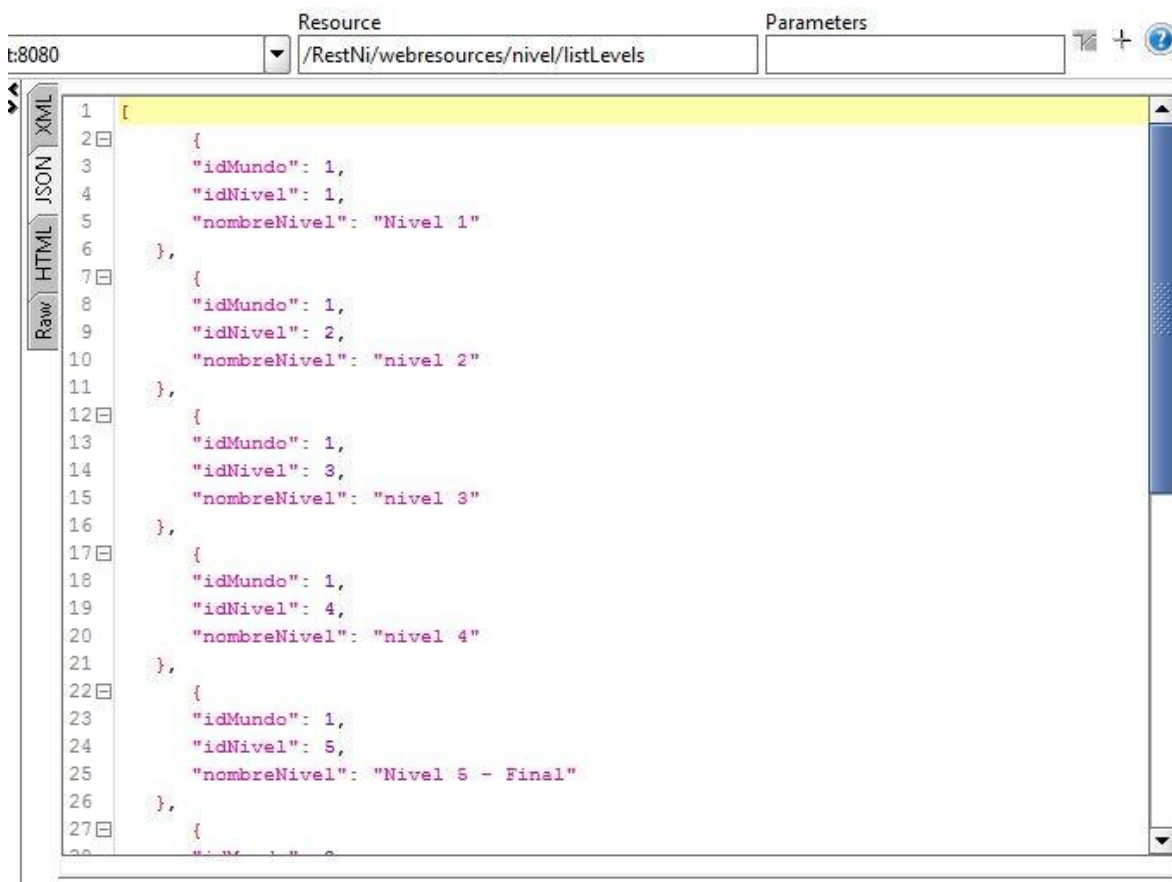 Resource
Parameters
t:8080
/RestNi/webresources/nivel/listLevels
XML
JSON
HTML
Raw
1 [
2 {
3 "idMundo": 1,
4 "idNivel": 1,
5 "nombreNivel": "Nivel 1"
6 },
7 {
8 "idMundo": 1,
9 "idNivel": 2,
10 "nombreNivel": "nivel 2"
11 },
12 {
13 "idMundo": 1,
14 "idNivel": 3,
15 "nombreNivel": "nivel 3"
16 },
17 {
18 "idMundo": 1,
19 "idNivel": 4,
20 "nombreNivel": "nivel 4"
21 },
22 {
23 "idMundo": 1,
24 "idNivel": 5,
25 "nombreNivel": "Nivel 5 - Final"
26 },
27 {